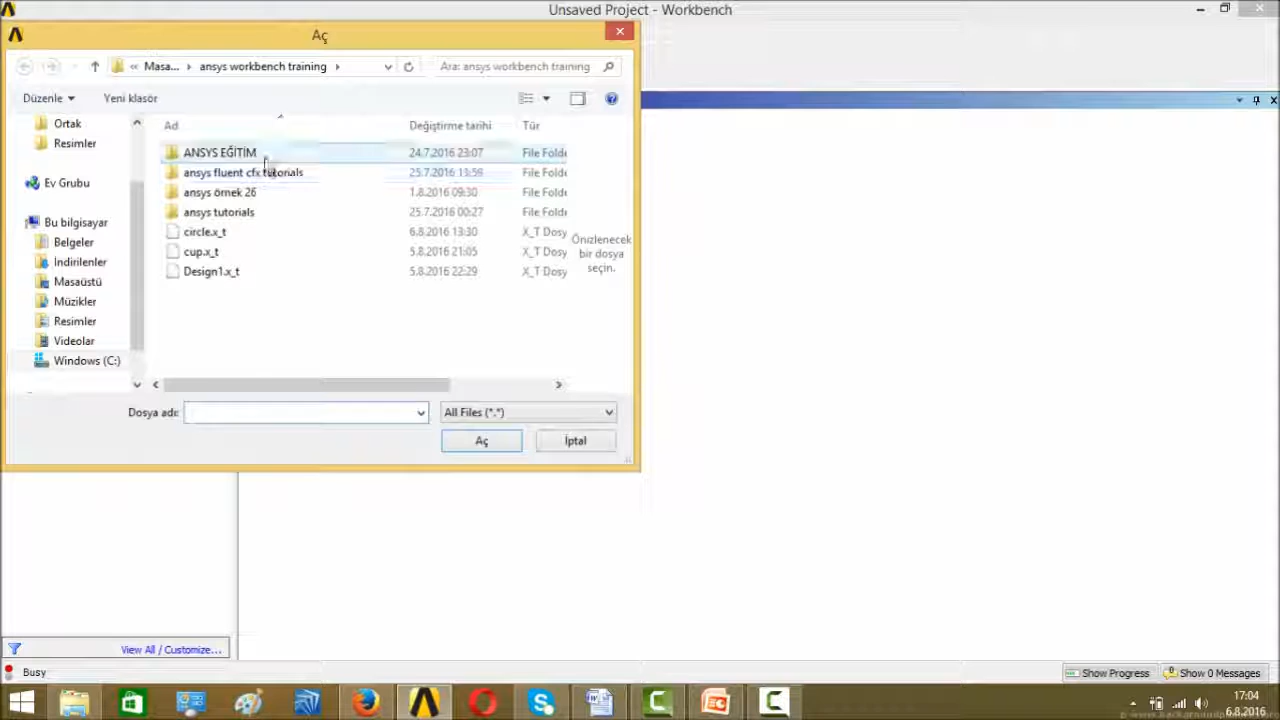 Unsaved Project - Workbench
Aç
« Masa... › ansys workbench training ›
Ara: ansys workbench training
Düzenle
Yeni klasör
Ortak
Resimler
Ev Grubu
Bu bilgisayar
Belgeler
İndirilenler
Masaüstü
Müzikler
Resimler
Videolar
Windows (C:)
Ad Değiştirme tarihi Tür
ANSYS EĞİTİM 24.7.2016 23:07 File Folde
ansys fluent cfx tutorials 25.7.2016 13:59 File Folde
ansys örnek 26 1.8.2016 09:30 File Folde
ansys tutorials 25.7.2016 00:27 File Folde
circle.x_t 6.8.2016 13:30 X_T Dosy
cup.x_t 5.8.2016 21:05 X_T Dosy
Design1.x_t 5.8.2016 22:29 X_T Dosy
Önizlenecek
bir dosya
seçin.
Dosya adı:
All Files (*.*)
Aç
İptal
View All / Customize...
Busy
Show Progress
Show 0 Messages
17:04
6.8.2016